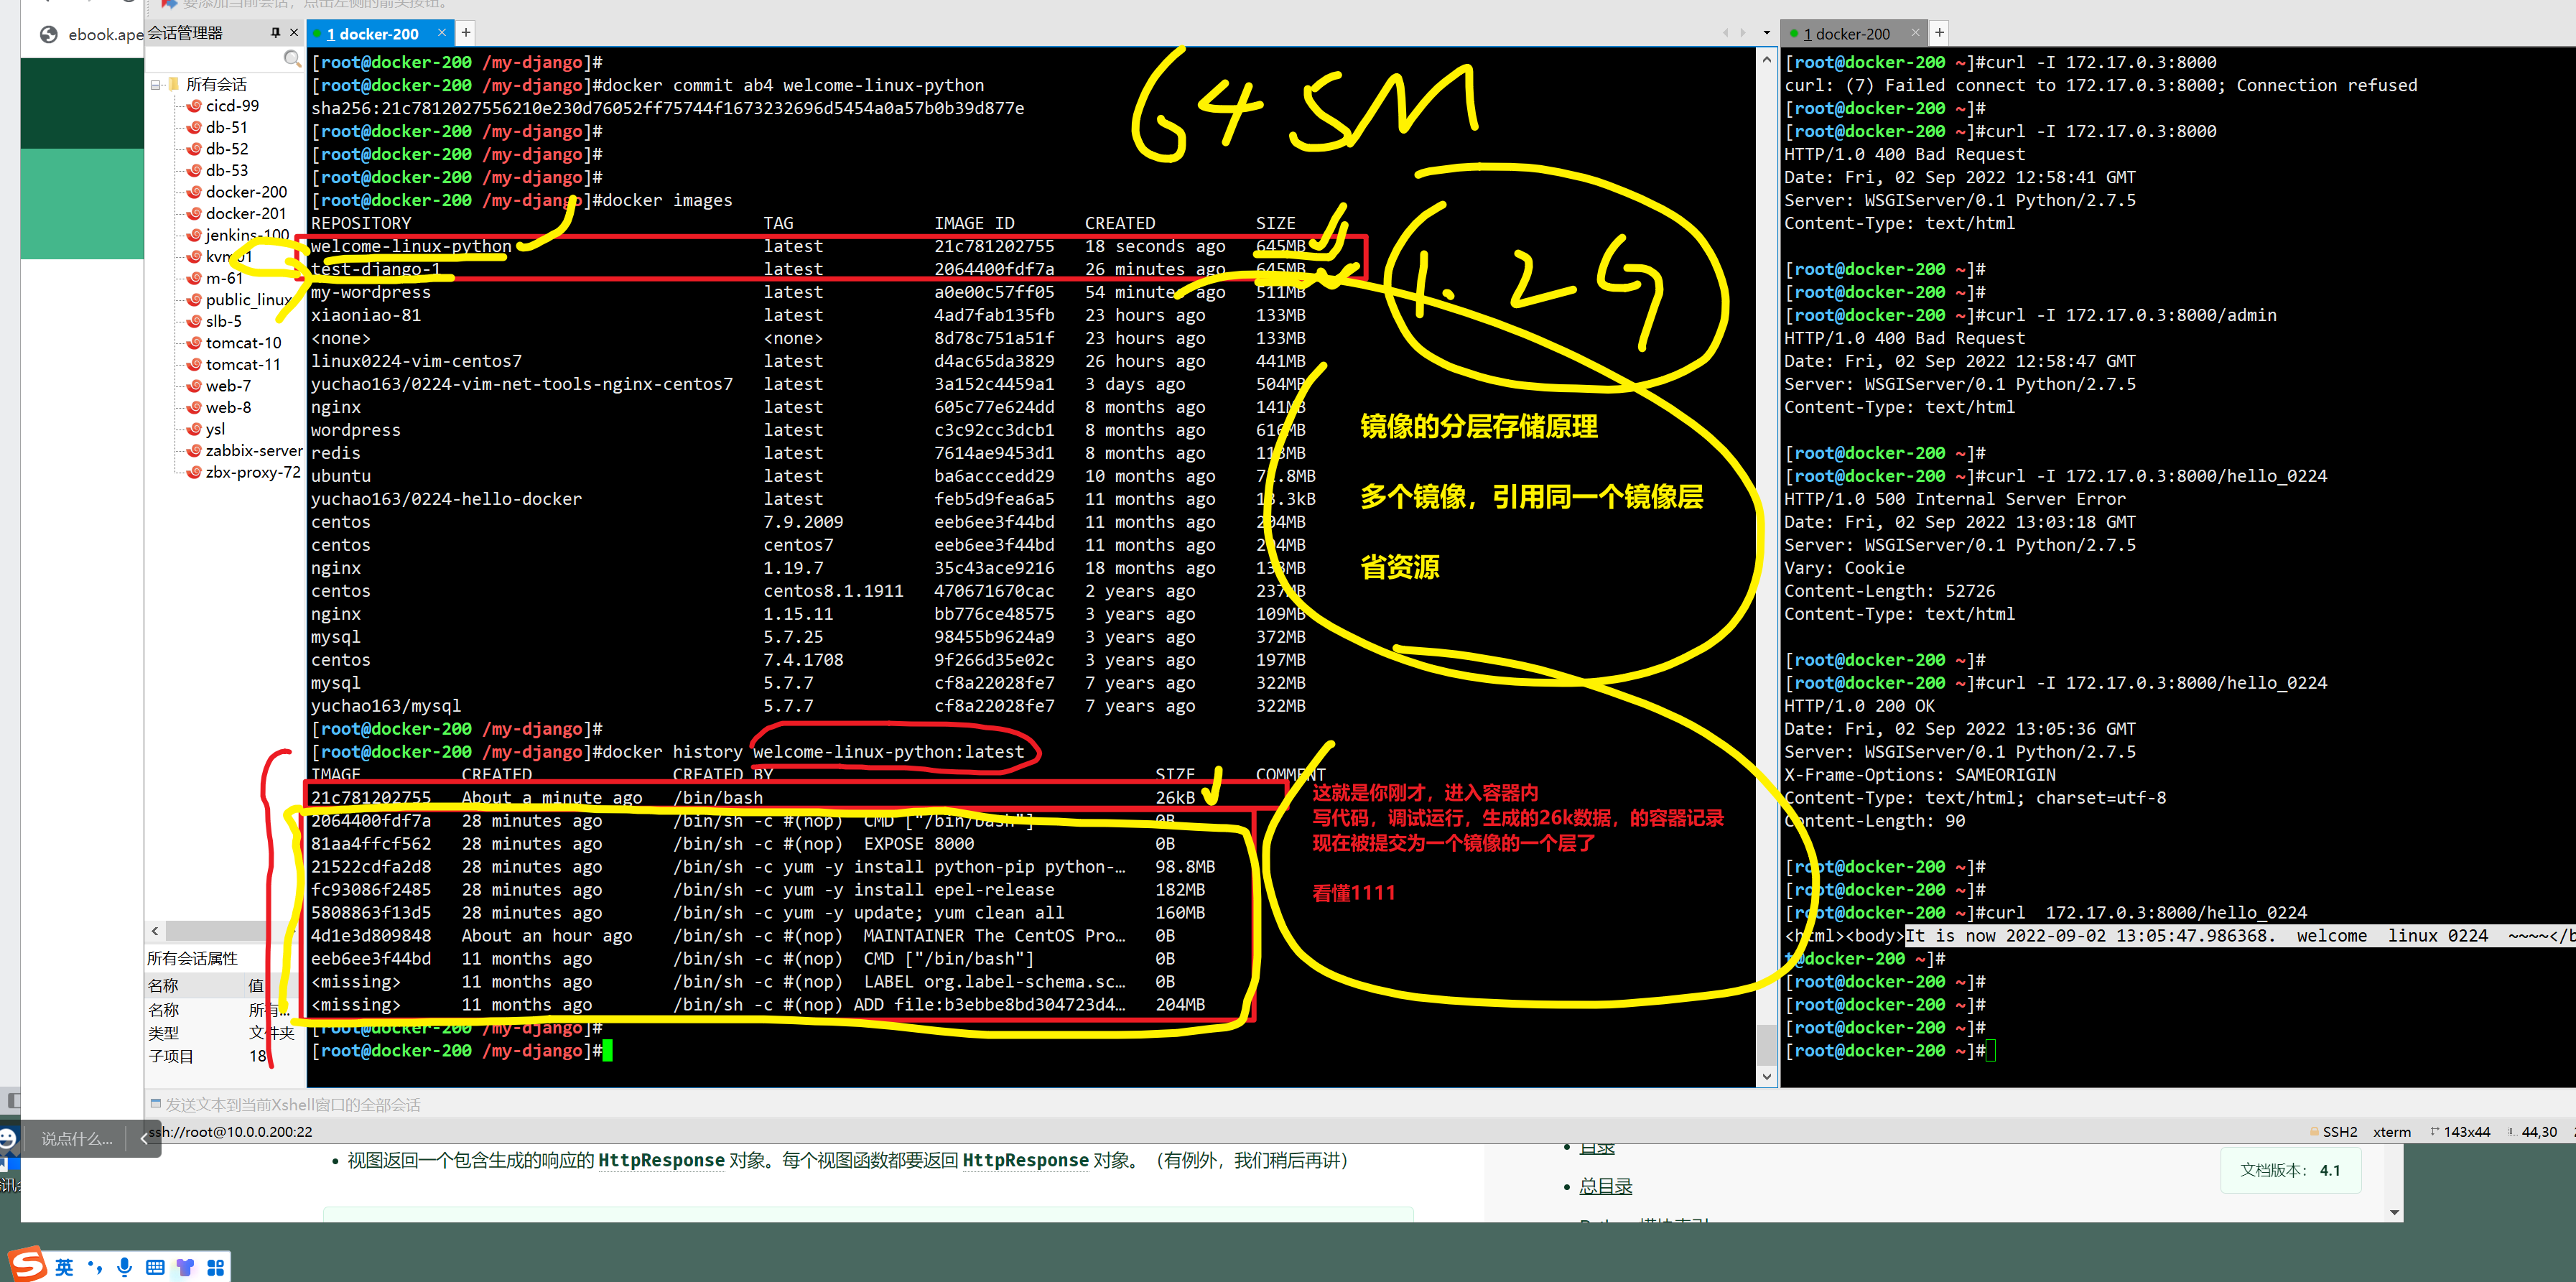 要添加当前会话，点击左侧的箭头按钮。
ebook.ape
会话管理器
1 docker-200
所有会话
cicd-99
db-51
db-52
db-53
docker-200
docker-201
jenkins-100
kvm01
m-61
public_linux
slb-5
tomcat-10
tomcat-11
web-7
web-8
ysl
zabbix-server
zbx-proxy-72
所有会话属性
名称 值
名称 所有...
类型 文件夹
子项目 18
[root@docker-200 /my-django]#
[root@docker-200 /my-django]#docker commit ab4 welcome-linux-python
sha256:21c7812027556210e230d76052ff75744f1673232696d5454a0a57b0b39d877e
[root@docker-200 /my-django]#
[root@docker-200 /my-django]#
[root@docker-200 /my-django]#
[root@docker-200 /my-django]#docker images
REPOSITORY TAG IMAGE ID CREATED SIZE
welcome-linux-python latest 21c781202755 18 seconds ago 645MB
test-django-1 latest 2064400fdf7a 26 minutes ago 645MB
my-wordpress latest a0e00c57ff05 54 minutes ago 511MB
xiaoniao-81 latest 4ad7fab135fb 23 hours ago 133MB
<none> <none> 8d78c751a51f 23 hours ago 133MB
linux0224-vim-centos7 latest d4ac65da3829 26 hours ago 441MB
yuchao163/0224-vim-net-tools-nginx-centos7 latest 3a152c4459a1 3 days ago 504MB
nginx latest 605c77e624dd 8 months ago 141MB
wordpress latest c3c92cc3dcb1 8 months ago 616MB
redis latest 7614ae9453d1 8 months ago 113MB
ubuntu latest ba6acccedd29 10 months ago 72.8MB
yuchao163/0224-hello-docker latest feb5d9fea6a5 11 months ago 13.3kB
centos 7.9.2009 eeb6ee3f44bd 11 months ago 204MB
centos centos7 eeb6ee3f44bd 11 months ago 204MB
nginx 1.19.7 35c43ace9216 18 months ago 133MB
centos centos8.1.1911 470671670cac 2 years ago 237MB
nginx 1.15.11 bb776ce48575 3 years ago 109MB
mysql 5.7.25 98455b9624a9 3 years ago 372MB
centos 7.4.1708 9f266d35e02c 3 years ago 197MB
mysql 5.7.7 cf8a22028fe7 7 years ago 322MB
yuchao163/mysql 5.7.7 cf8a22028fe7 7 years ago 322MB
[root@docker-200 /my-django]#
[root@docker-200 /my-django]#docker history welcome-linux-python:latest
IMAGE CREATED CREATED BY SIZE COMMENT
21c781202755 About a minute ago /bin/bash 26kB
2064400fdf7a 28 minutes ago /bin/sh -c #(nop) CMD ["/bin/bash"] 0B
81aa4ffcf562 28 minutes ago /bin/sh -c #(nop) EXPOSE 8000 0B
21522cdfa2d8 28 minutes ago /bin/sh -c yum -y install python-pip python-… 98.8MB
fc93086f2485 28 minutes ago /bin/sh -c yum -y install epel-release 182MB
5808863f13d5 28 minutes ago /bin/sh -c yum -y update; yum clean all 160MB
4d1e3d809848 About an hour ago /bin/sh -c #(nop) MAINTAINER The CentOS Pro… 0B
eeb6ee3f44bd 11 months ago /bin/sh -c #(nop) CMD ["/bin/bash"] 0B
<missing> 11 months ago /bin/sh -c #(nop) LABEL org.label-schema.sc… 0B
<missing> 11 months ago /bin/sh -c #(nop) ADD file:b3ebbe8bd304723d4… 204MB
[root@docker-200 /my-django]#
[root@docker-200 /my-django]#
645M
1.2G
镜像的分层存储原理
多个镜像，引用同一个镜像层
省资源
这就是你刚才，进入容器内
写代码，调试运行，生成的26k数据，的容器记录
现在被提交为一个镜像的一个层了
看懂1111
1 docker-200
[root@docker-200 ~]#curl -I 172.17.0.3:8000
curl: (7) Failed connect to 172.17.0.3:8000; Connection refused
[root@docker-200 ~]#
[root@docker-200 ~]#curl -I 172.17.0.3:8000
HTTP/1.0 400 Bad Request
Date: Fri, 02 Sep 2022 12:58:41 GMT
Server: WSGIServer/0.1 Python/2.7.5
Content-Type: text/html
[root@docker-200 ~]#
[root@docker-200 ~]#
[root@docker-200 ~]#curl -I 172.17.0.3:8000/admin
HTTP/1.0 400 Bad Request
Date: Fri, 02 Sep 2022 12:58:47 GMT
Server: WSGIServer/0.1 Python/2.7.5
Content-Type: text/html
[root@docker-200 ~]#
[root@docker-200 ~]#curl -I 172.17.0.3:8000/hello_0224
HTTP/1.0 500 Internal Server Error
Date: Fri, 02 Sep 2022 13:03:18 GMT
Server: WSGIServer/0.1 Python/2.7.5
Vary: Cookie
Content-Length: 52726
Content-Type: text/html
[root@docker-200 ~]#
[root@docker-200 ~]#curl -I 172.17.0.3:8000/hello_0224
HTTP/1.0 200 OK
Date: Fri, 02 Sep 2022 13:05:36 GMT
Server: WSGIServer/0.1 Python/2.7.5
X-Frame-Options: SAMEORIGIN
Content-Type: text/html; charset=utf-8
Content-Length: 90
[root@docker-200 ~]#
[root@docker-200 ~]#
[root@docker-200 ~]#curl 172.17.0.3:8000/hello_0224
<html><body>It is now 2022-09-02 13:05:47.986368. welcome linux 0224 ~~~~</b
t@docker-200 ~]#
[root@docker-200 ~]#
[root@docker-200 ~]#
[root@docker-200 ~]#
[root@docker-200 ~]#
发送文本到当前Xshell窗口的全部会话
说点什么...
ssh://root@10.0.0.200:22
SSH2 xterm 143x44 44,30
视图返回一个包含生成的响应的 HttpResponse 对象。每个视图函数都要返回 HttpResponse 对象。（有例外，我们稍后再讲）
目录
总目录
文档版本： 4.1
英